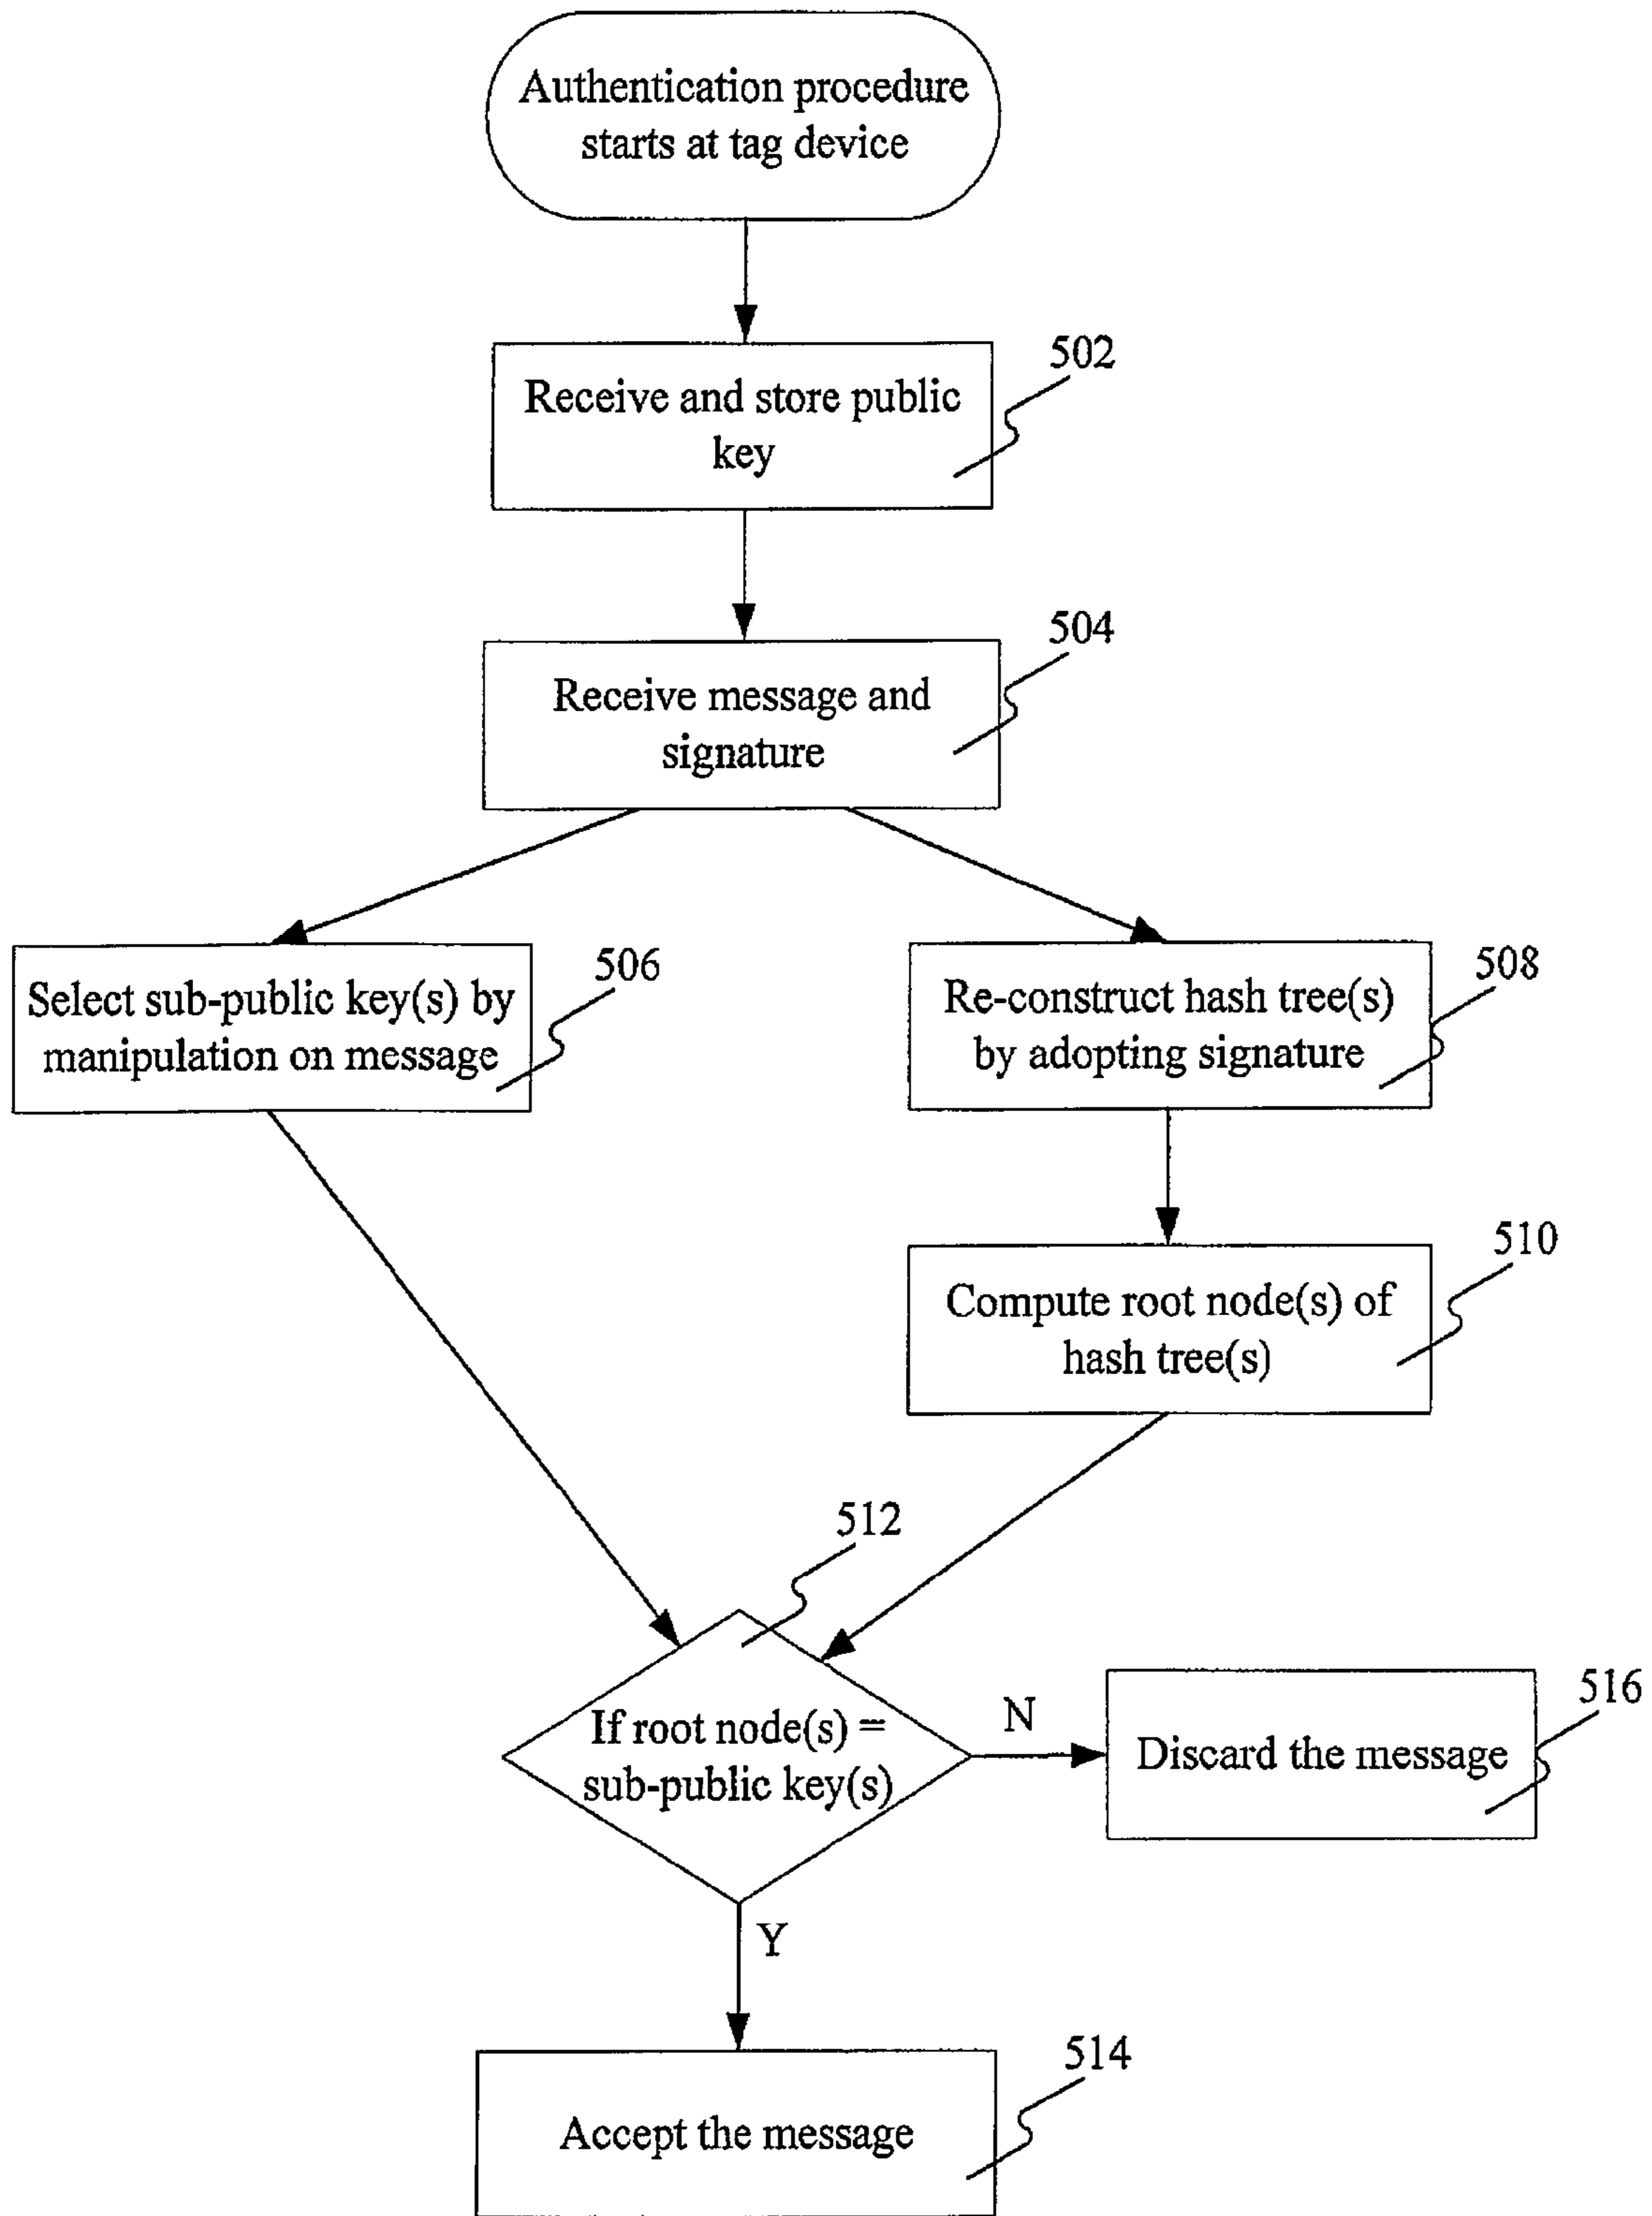 Authentication procedure
starts at tag device
502
Receive and store public
key
504
Receive message and
signature
506
Select sub-public key(s) by
manipulation on message
508
Re-construct hash tree(s)
by adopting signature
510
Compute root node(s) of
hash tree(s)
512
If root node(s) =
sub-public key(s)
N
516
Discard the message
Y
514
Accept the message